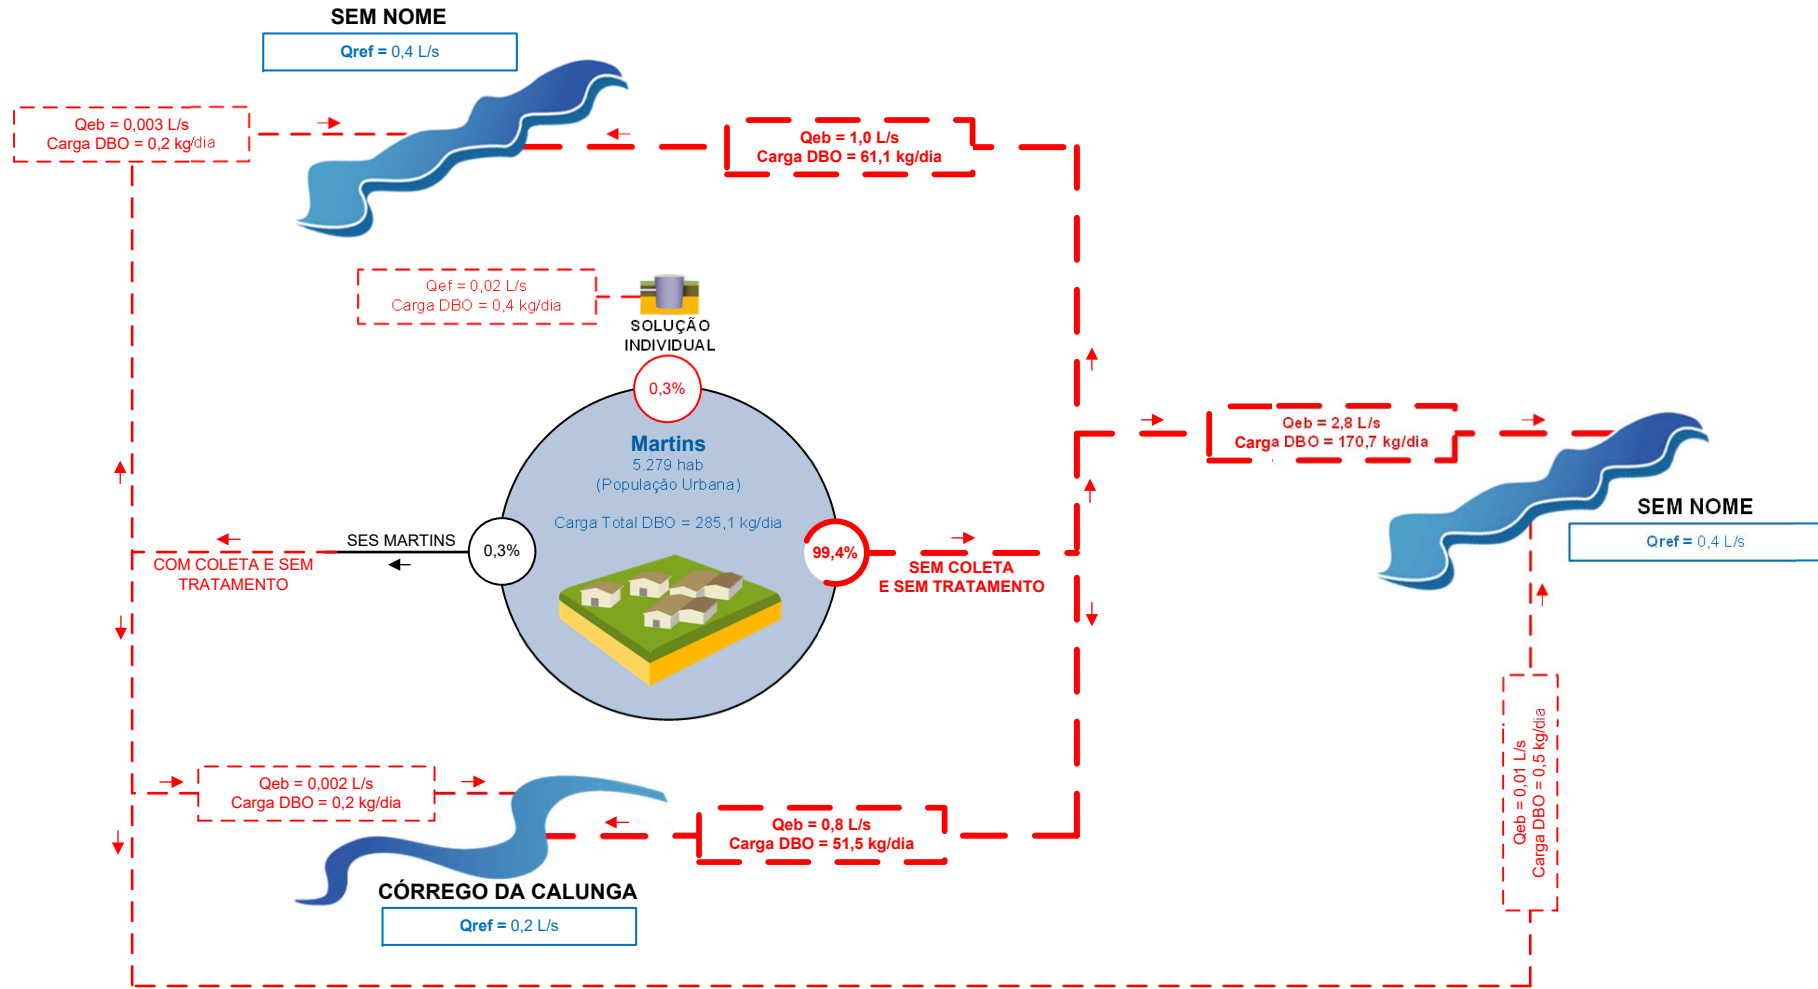 SEM NOME
Qref = 0,4 L/s
Qeb = 0,003 L/s
Carga DBO = 0,2 kg/dia
Qeb = 1,0 L/s
Carga DBO = 61,1 kg/dia
Qef = 0,02 L/s
Carga DBO = 0,4 kg/dia
SOLUÇÃO
INDIVIDUAL
0,3%
Martins
5.279 hab
(População Urbana)
Carga Total DBO = 285,1 kg/dia
SES MARTINS
0,3%
COM COLETA E SEM
TRATAMENTO
99,4%
SEM COLETA
E SEM TRATAMENTO
Qeb = 2,8 L/s
Carga DBO = 170,7 kg/dia
SEM NOME
Qref = 0,4 L/s
Qeb = 0,01 L/s
Carga DBO = 0,5 kg/dia
Qeb = 0,002 L/s
Carga DBO = 0,2 kg/dia
Qeb = 0,8 L/s
Carga DBO = 51,5 kg/dia
CÓRREGO DA CALUNGA
Qref = 0,2 L/s